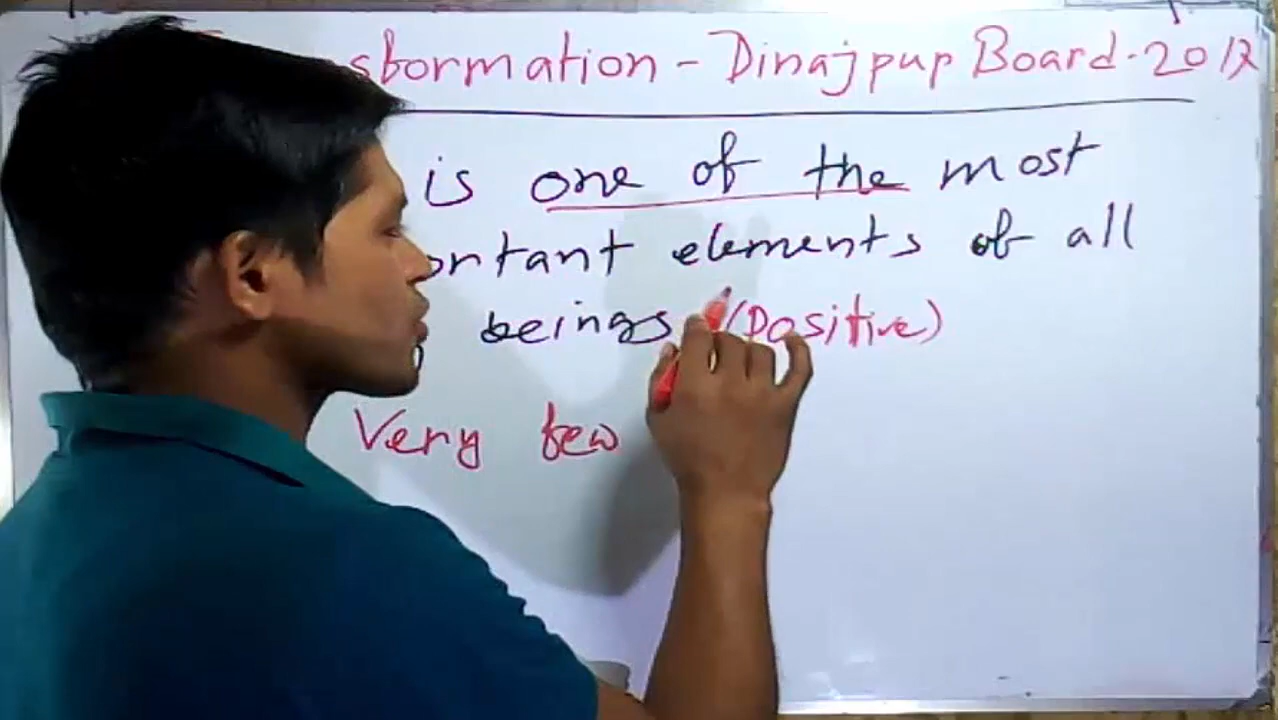 sformation - Dinajpur Board. 2017
is one of the most
ortant elements of all
beings (Positive)
Very few